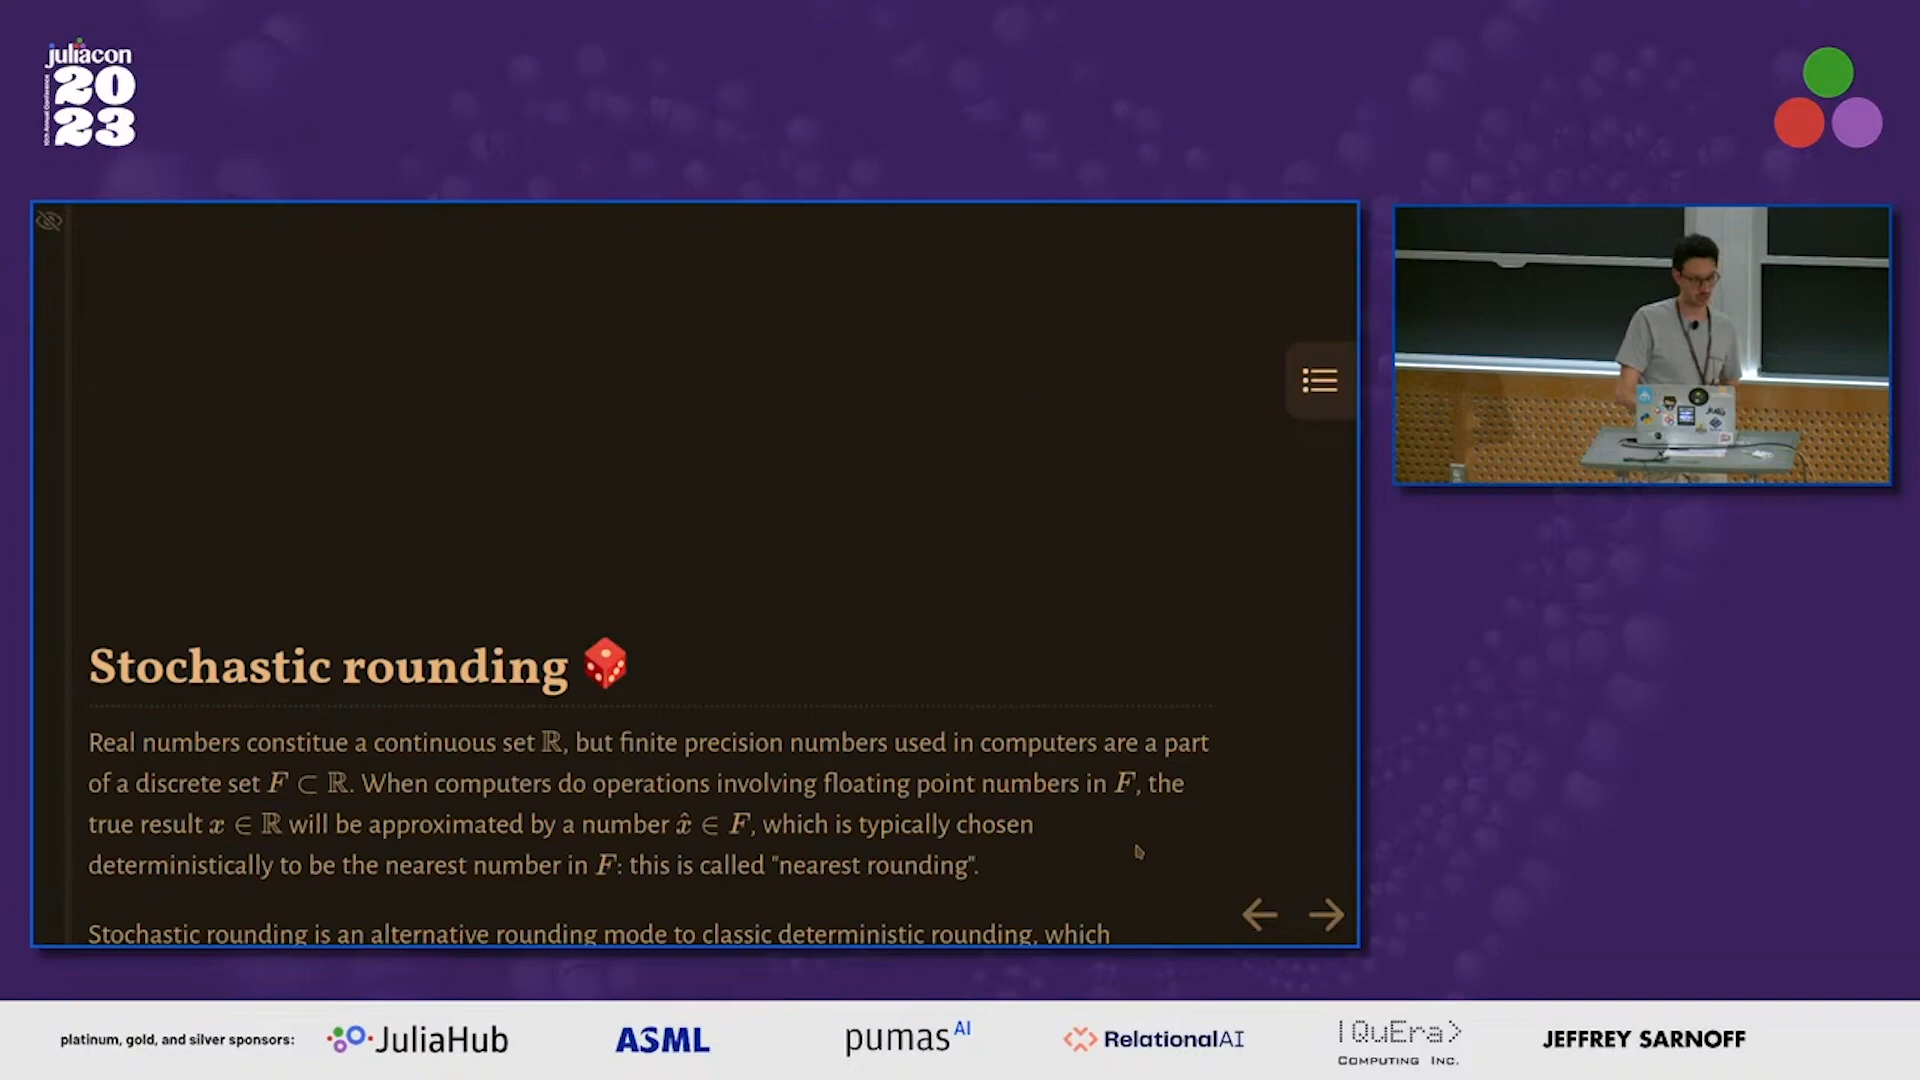 juliacon
20
23
Stochastic rounding
Real numbers constitue a continuous set ℝ, but finite precision numbers used in computers are a part
of a discrete set F ⊂ ℝ. When computers do operations involving floating point numbers in F, the
true result x ∈ ℝ will be approximated by a number x̂ ∈ F, which is typically chosen
deterministically to be the nearest number in F: this is called "nearest rounding".
Stochastic rounding is an alternative rounding mode to classic deterministic rounding, which
platinum, gold, and silver sponsors:
JuliaHub
ASML
pumasAI
RelationalAI
|QuEra>
COMPUTING INC.
JEFFREY SARNOFF